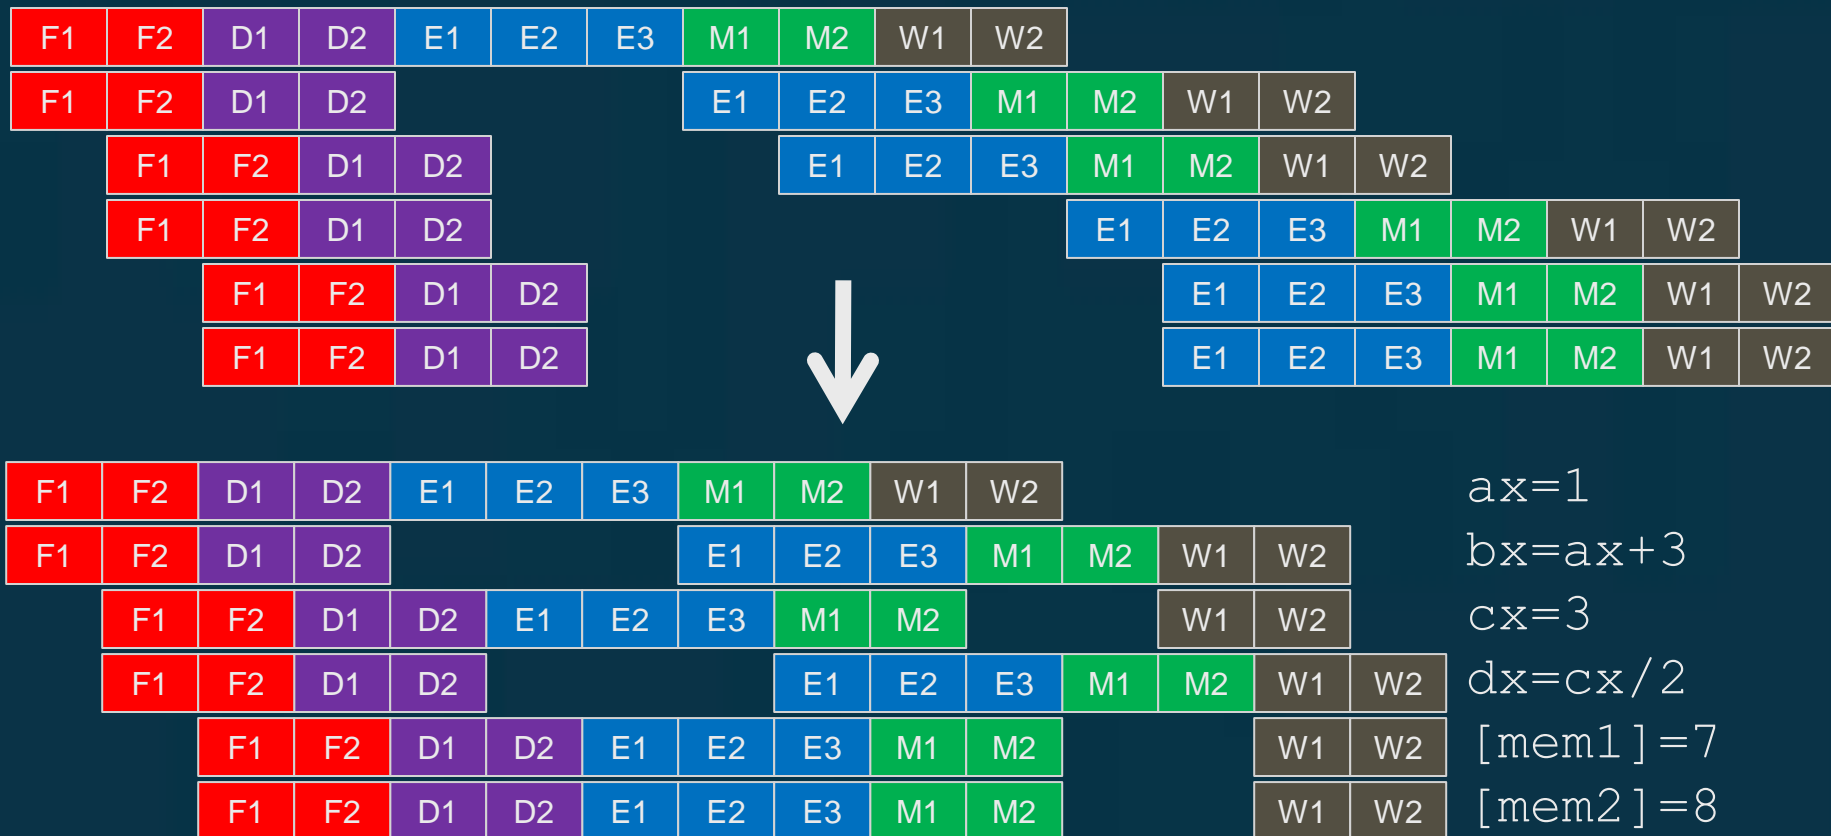 F1 F2 D1 D2 E1 E2 E3 M1 M2 W1 W2
F1 F2 D1 D2 E1 E2 E3 M1 M2 W1 W2
F1 F2 D1 D2 E1 E2 E3 M1 M2 W1 W2
F1 F2 D1 D2 E1 E2 E3 M1 M2 W1 W2
F1 F2 D1 D2 E1 E2 E3 M1 M2 W1 W2
F1 F2 D1 D2 E1 E2 E3 M1 M2 W1 W2
F1 F2 D1 D2 E1 E2 E3 M1 M2 W1 W2 ax=1
F1 F2 D1 D2 E1 E2 E3 M1 M2 W1 W2 bx=ax+3
F1 F2 D1 D2 E1 E2 E3 M1 M2 W1 W2 cx=3
F1 F2 D1 D2 E1 E2 E3 M1 M2 W1 W2 dx=cx/2
F1 F2 D1 D2 E1 E2 E3 M1 M2 W1 W2 [mem1]=7
F1 F2 D1 D2 E1 E2 E3 M1 M2 W1 W2 [mem2]=8